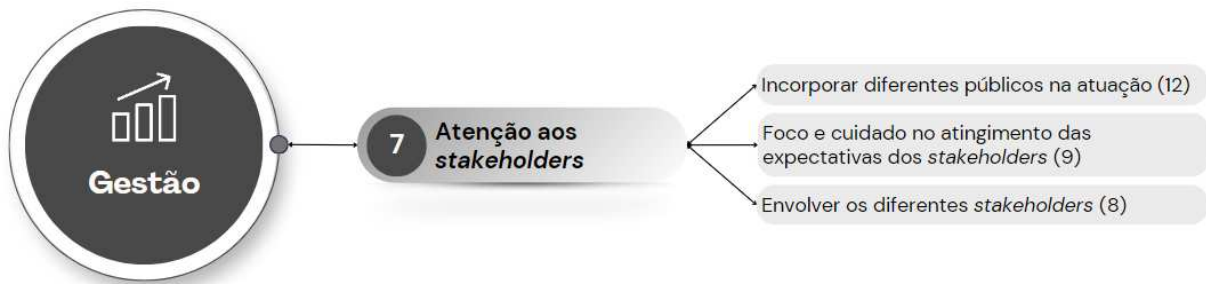 Gestão
7
Atenção aos
stakeholders
Incorporar diferentes públicos na atuação (12)
Foco e cuidado no atingimento das
expectativas dos stakeholders (9)
Envolver os diferentes stakeholders (8)